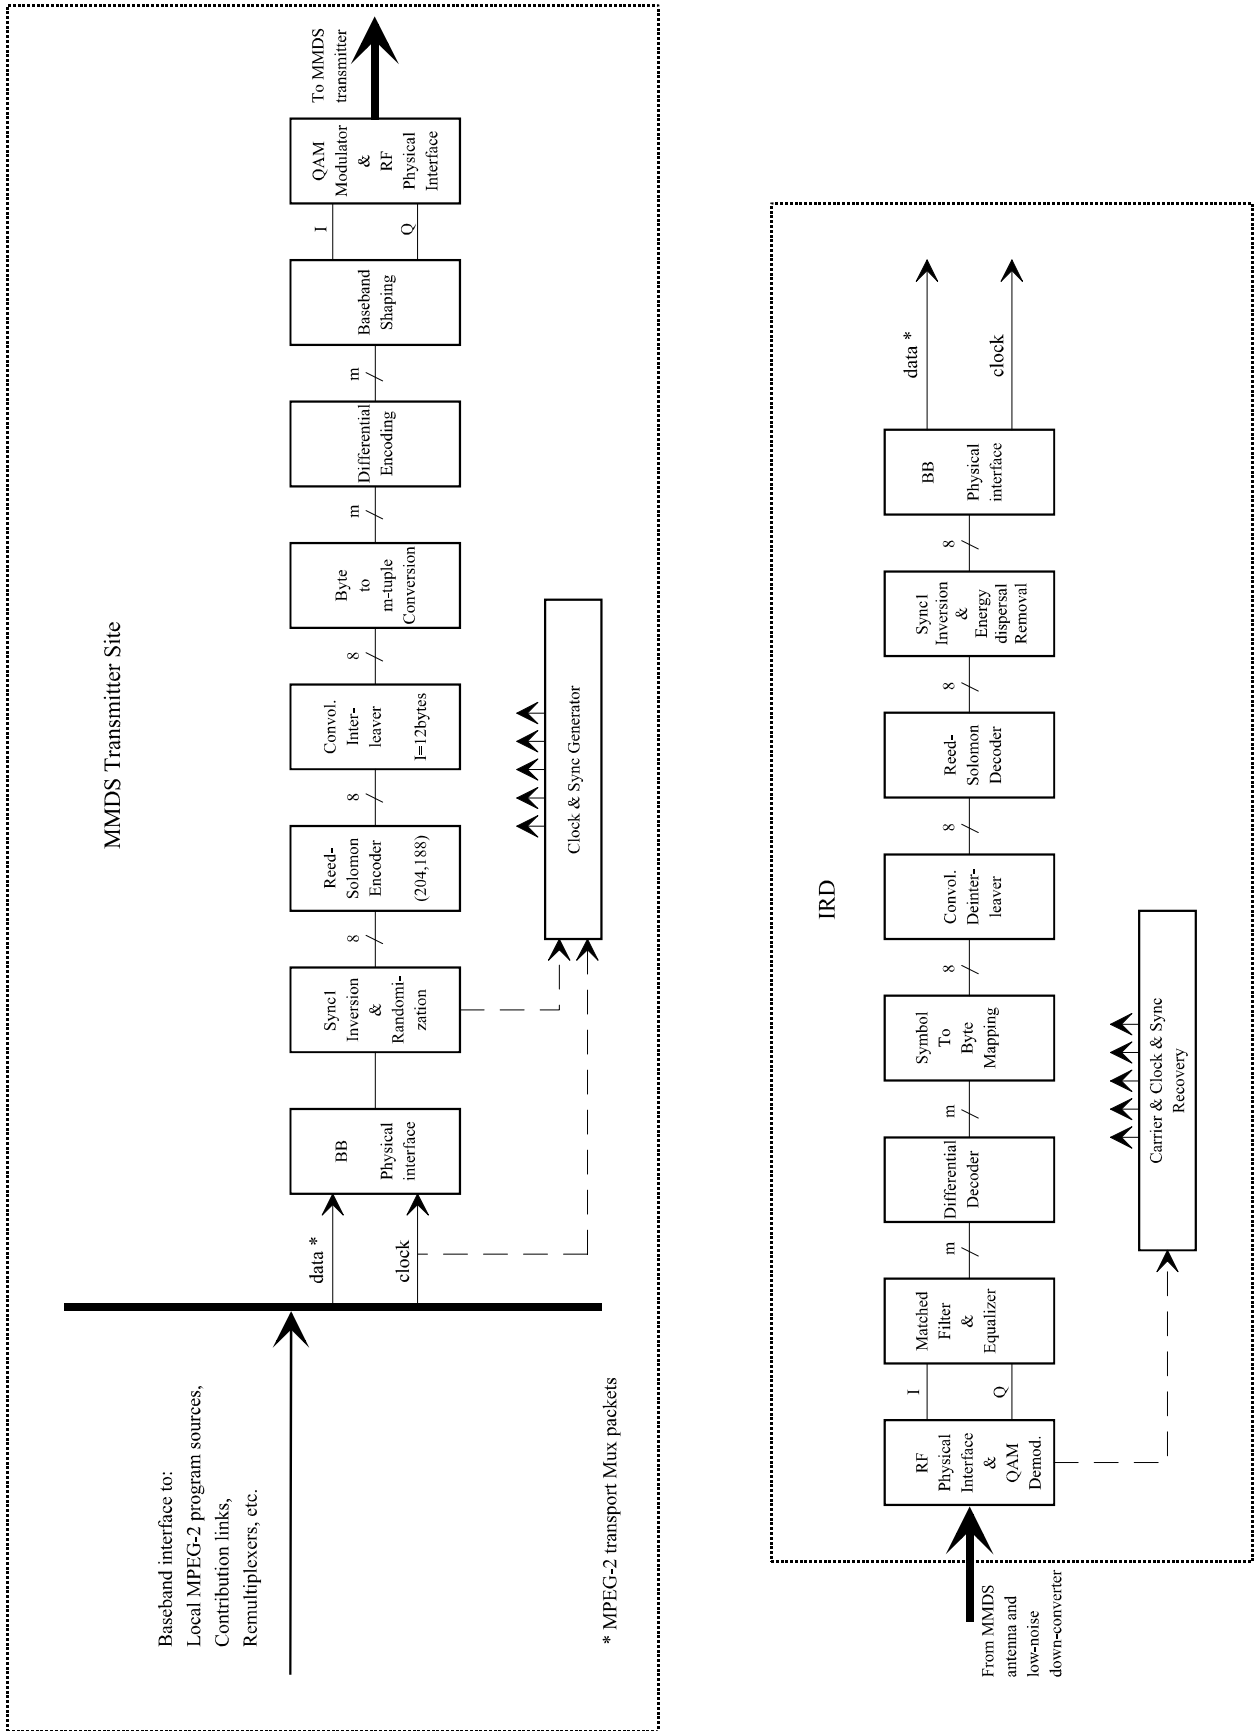 MMDS Transmitter Site
Baseband interface to:
Local MPEG-2 program sources,
Contribution links,
Remultiplexers, etc.
data *
clock
BB
Physical
interface
Sync1
Inversion
&
Randomi-
zation
8
Reed-
Solomon
Encoder
(204,188)
8
Convol.
Inter-
leaver
I=12bytes
8
Byte
to
m-tuple
Conversion
m
Differential
Encoding
m
Baseband
Shaping
I
Q
QAM
Modulator
&
RF
Physical
Interface
To MMDS
transmitter
Clock & Sync Generator
* MPEG-2 transport Mux packets
IRD
From MMDS
antenna and
low-noise
down-converter
RF
Physical
Interface
&
QAM
Demod.
I
Q
Matched
Filter
&
Equalizer
m
Differential
Decoder
m
Symbol
To
Byte
Mapping
8
Convol.
Deinter-
leaver
8
Reed-
Solomon
Decoder
8
Sync1
Inversion
&
Energy
dispersal
Removal
8
BB
Physical
interface
data *
clock
Carrier & Clock & Sync
Recovery